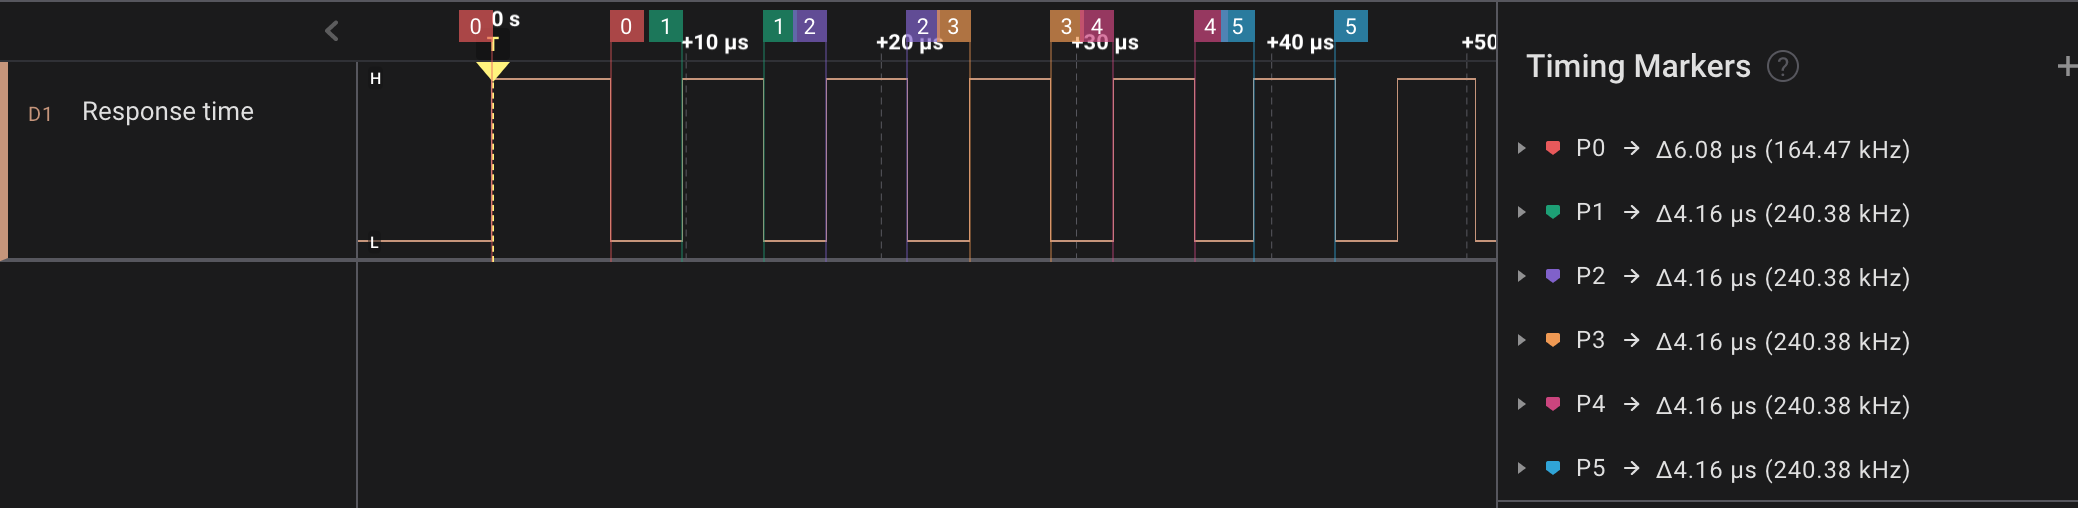 0 0 s 0 1 1 2 2 3 3 4 4 5 5
T +10 µs +20 µs +30 µs +40 µs +50
H
D1 Response time
L
Timing Markers ? +
P0 → Δ6.08 µs (164.47 kHz)
P1 → Δ4.16 µs (240.38 kHz)
P2 → Δ4.16 µs (240.38 kHz)
P3 → Δ4.16 µs (240.38 kHz)
P4 → Δ4.16 µs (240.38 kHz)
P5 → Δ4.16 µs (240.38 kHz)